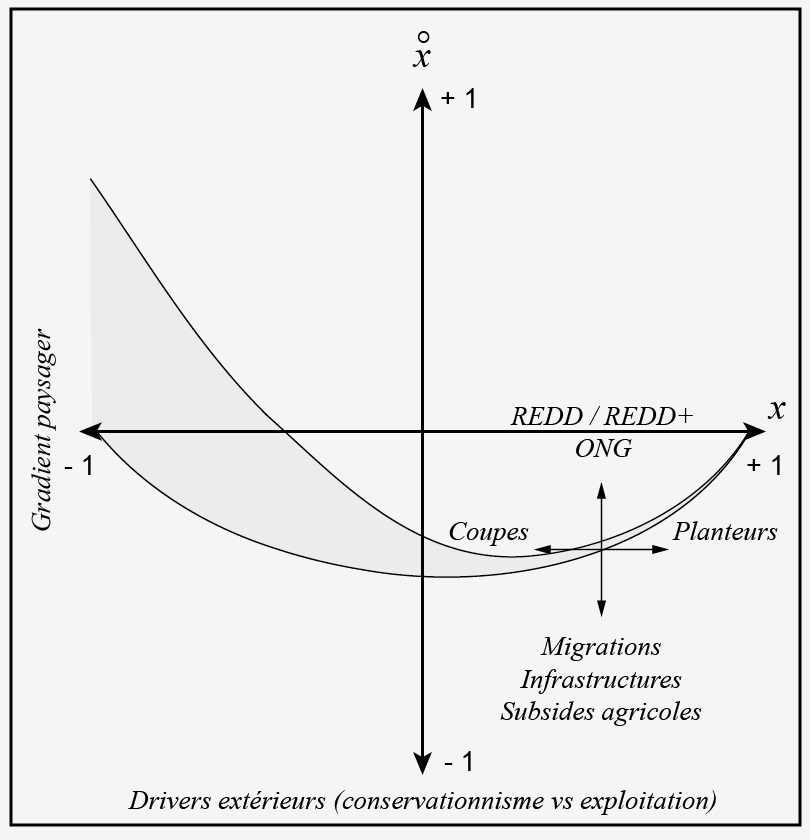 x̊
+ 1
Gradient paysager
REDD / REDD+
x
- 1
ONG
+ 1
Coupes
Planteurs
Migrations
Infrastructures
Subsides agricoles
- 1
Drivers extérieurs (conservationnisme vs exploitation)